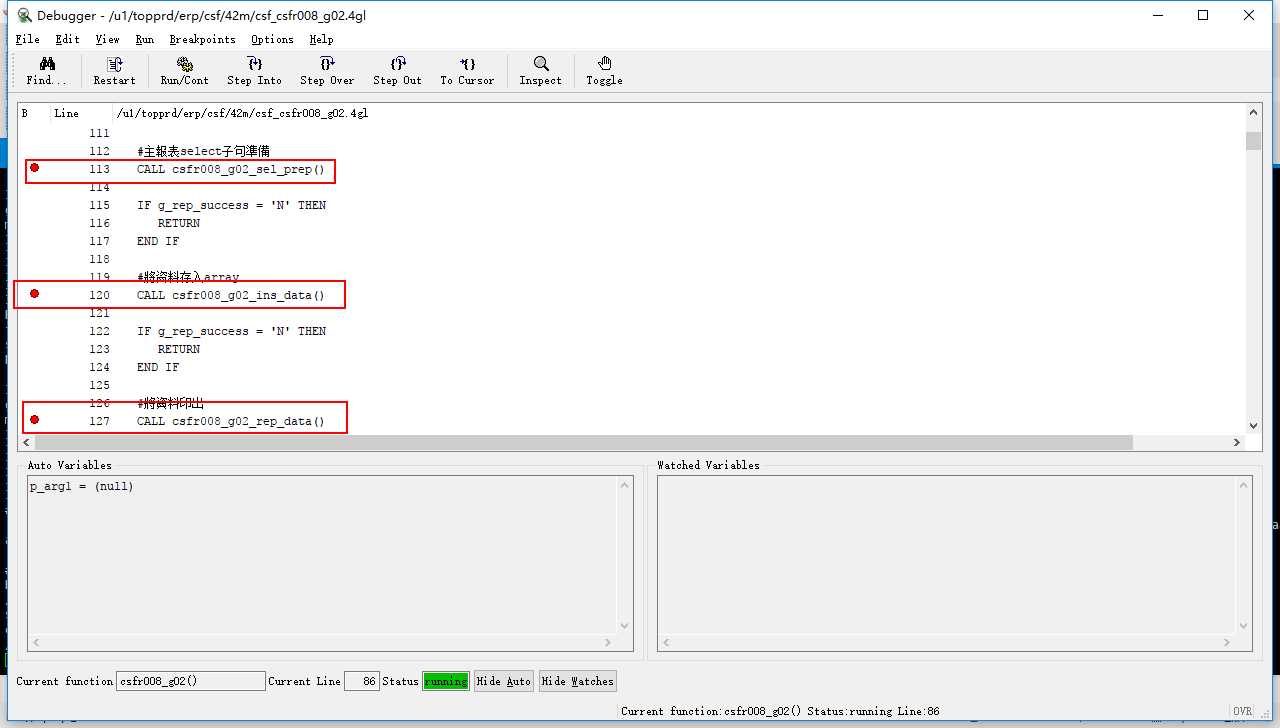 Debugger - /u1/topprd/erp/csf/42m/csf_csfr008_g02.4gl
File Edit View Run Breakpoints Options Help
Find... Restart Run/Cont Step Into Step Over Step Out To Cursor Inspect Toggle
B Line /u1/topprd/erp/csf/42m/csf_csfr008_g02.4gl
111
112 #主報表select子句準備
113 CALL csfr008_g02_sel_prep()
114
115 IF g_rep_success = 'N' THEN
116 RETURN
117 END IF
118
119 #將資料存入array
120 CALL csfr008_g02_ins_data()
121
122 IF g_rep_success = 'N' THEN
123 RETURN
124 END IF
125
126 #將資料印出
127 CALL csfr008_g02_rep_data()
Auto Variables
p_arg1 = (null)
Watched Variables
Current function csfr008_g02() Current Line 86 Status running Hide Auto Hide Watches
Current function:csfr008_g02() Status:running Line:86 OVR